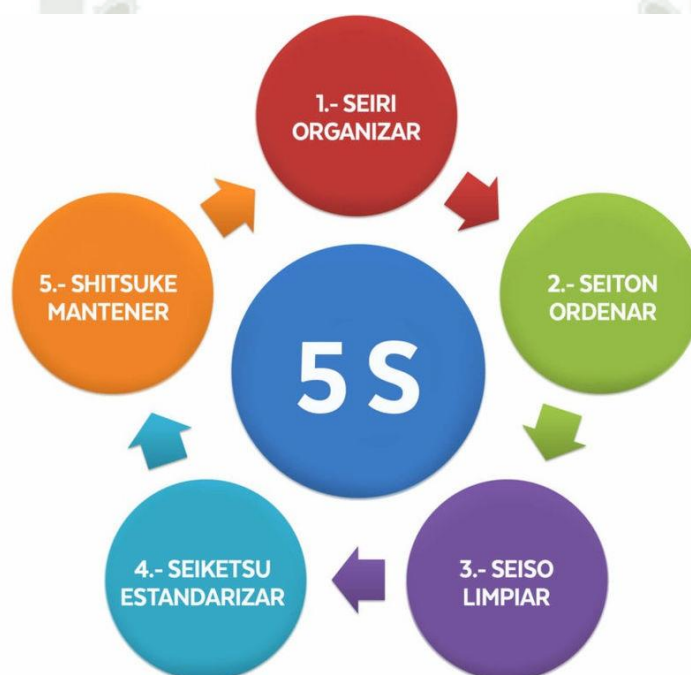 1.- SEIRI
ORGANIZAR
2.- SEITON
ORDENAR
3.- SEISO
LIMPIAR
4.- SEIKETSU
ESTANDARIZAR
5.- SHITSUKE
MANTENER
5 S